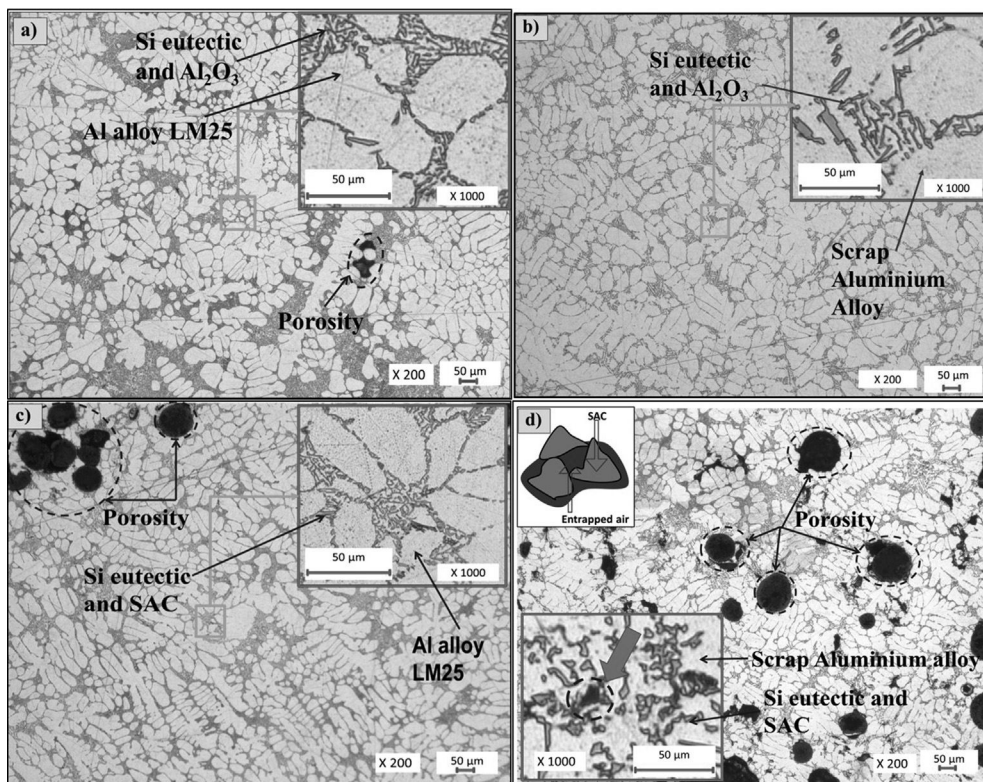 a)
Si eutectic
and Al₂O₃
Al alloy LM25
50 µm
X 1000
Porosity
X 200
50 µm
b)
Si eutectic
and Al₂O₃
50 µm
X 1000
Scrap
Aluminium
Alloy
X 200
50 µm
c)
Porosity
50 µm
X 1000
Si eutectic
and SAC
Al alloy
LM25
X 200
50 µm
d)
SAC
Entrapped air
Porosity
Scrap Aluminium alloy
Si eutectic and
SAC
X 1000
50 µm
X 200
50 µm